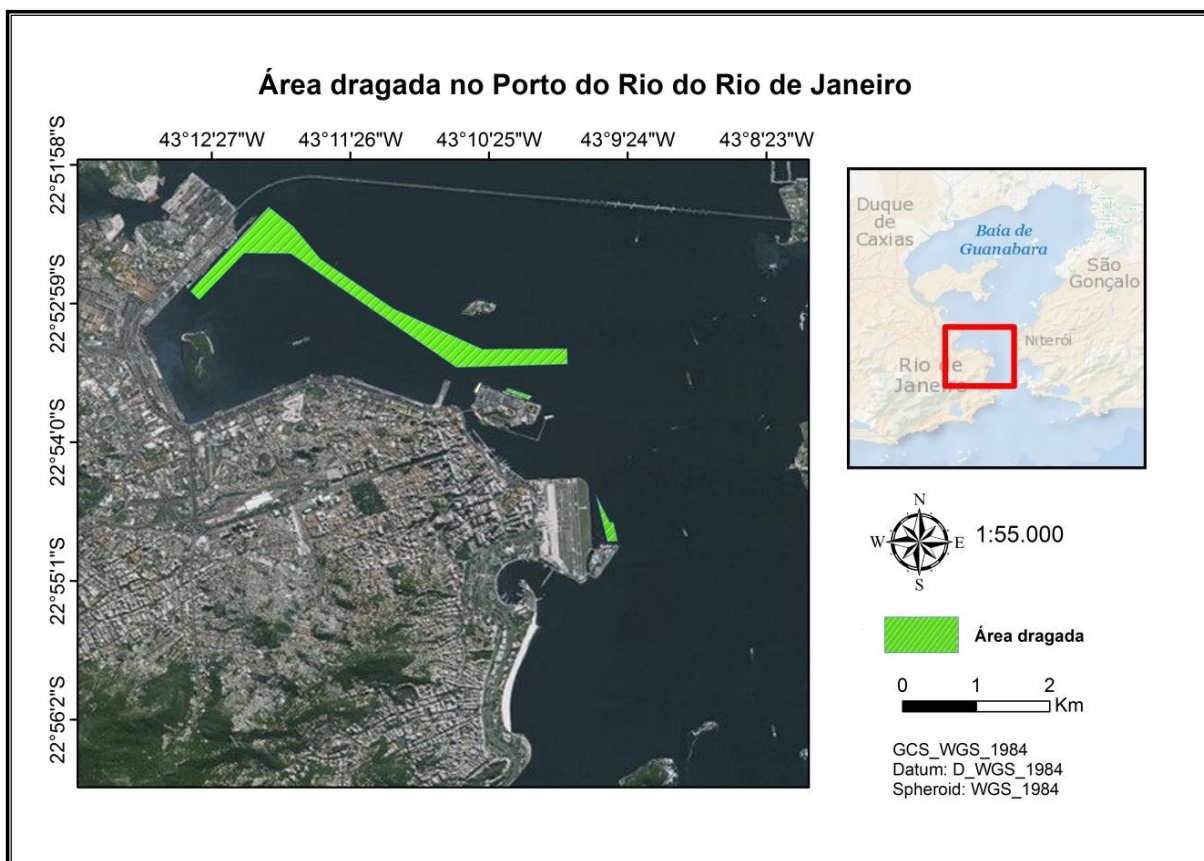 Área dragada no Porto do Rio do Rio de Janeiro
43°12'27"W 43°11'26"W 43°10'25"W 43°9'24"W 43°8'23"W
22°51'58"S
22°52'59"S
22°54'0"S
22°55'1"S
22°56'2"S
Duque
de
Caxias
Baía de
Guanabara
São
Gonçalo
Niterói
Rio de
Janeiro
N
W E
S
1:55.000
Área dragada
0 1 2
Km
GCS_WGS_1984
Datum: D_WGS_1984
Spheroid: WGS_1984